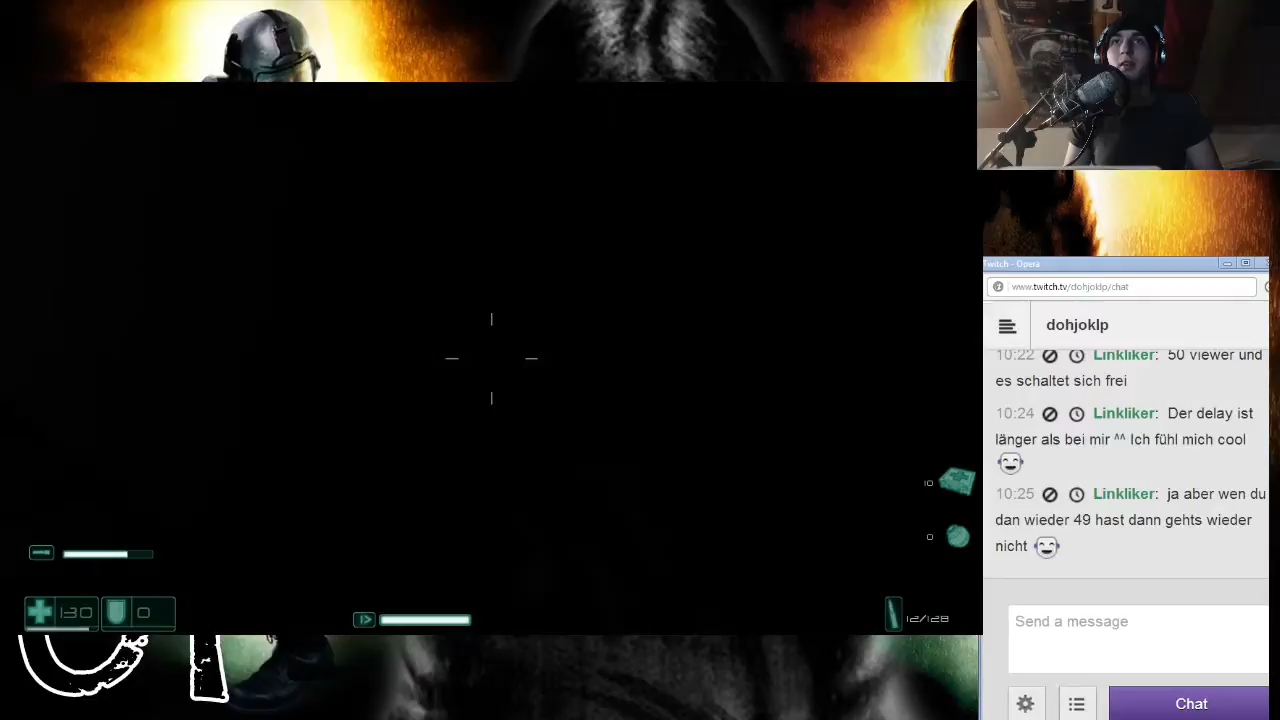 Twitch - Opera
www.twitch.tv/dohjoklp/chat
dohjoklp
10:22 Linkliker: 50 viewer und
es schaltet sich frei
10:24 Linkliker: Der delay ist
länger als bei mir ^^ Ich fühl mich cool
10:25 Linkliker: ja aber wen du
dan wieder 49 hast dann gehts wieder
nicht
10
0
130 0
12/128
Send a message
Chat